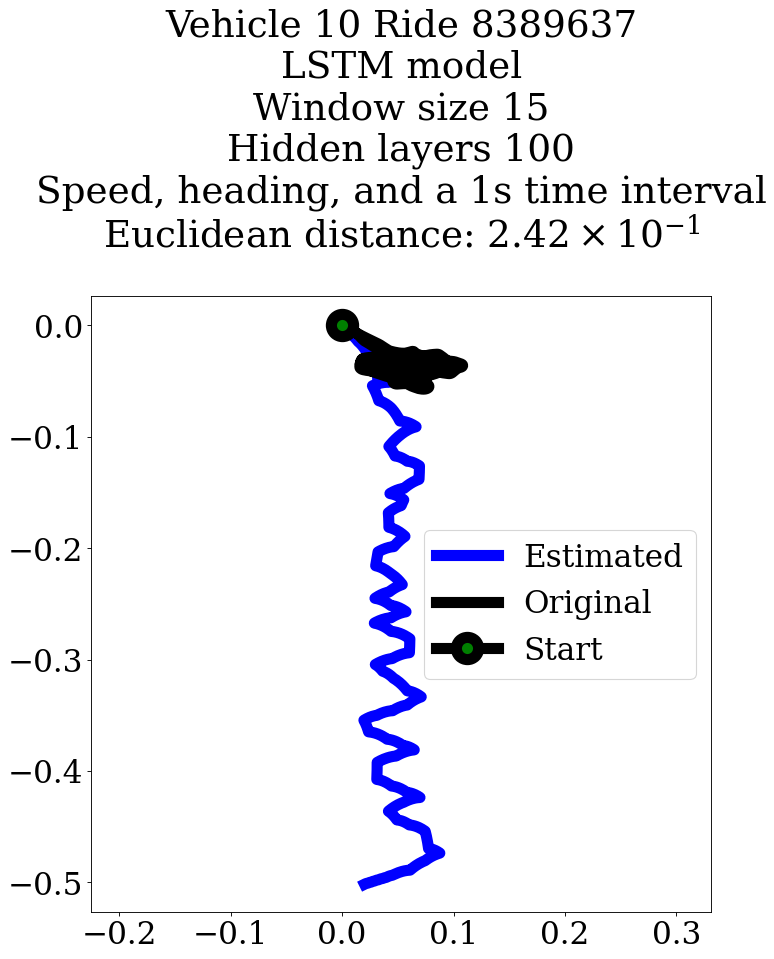 Vehicle 10 Ride 8389637
LSTM model
Window size 15
Hidden layers 100
Speed, heading, and a 1s time interval
Euclidean distance: 2.42 × 10⁻¹
0.0
−0.1
−0.2
−0.3
−0.4
−0.5
Estimated
Original
Start
−0.2 −0.1 0.0 0.1 0.2 0.3